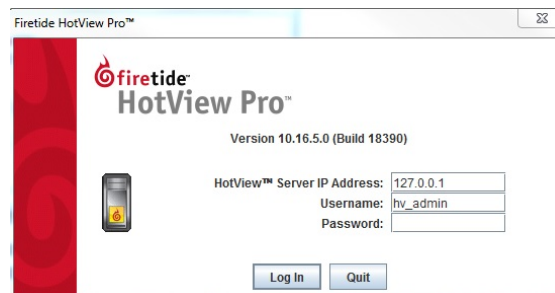 Firetide HotView Pro™
firetide™
HotView Pro™
Version 10.16.5.0 (Build 18390)
HotView™ Server IP Address: 127.0.0.1
Username: hv_admin
Password:
Log In Quit